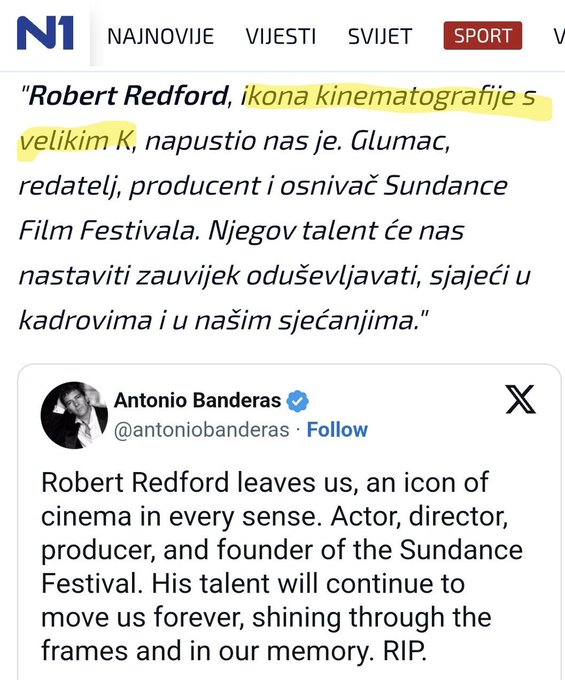 N1 NAJNOVIJE VIJESTI SVIJET SPORT V
"Robert Redford, ikona kinematografije s
velikim K, napustio nas je. Glumac,
redatelj, producent i osnivač Sundance
Film Festivala. Njegov talent će nas
nastaviti zauvijek oduševljavati, sjajeći u
kadrovima i u našim sjećanjima."
Antonio Banderas
@antoniobanderas · Follow
Robert Redford leaves us, an icon of
cinema in every sense. Actor, director,
producer, and founder of the Sundance
Festival. His talent will continue to
move us forever, shining through the
frames and in our memory. RIP.